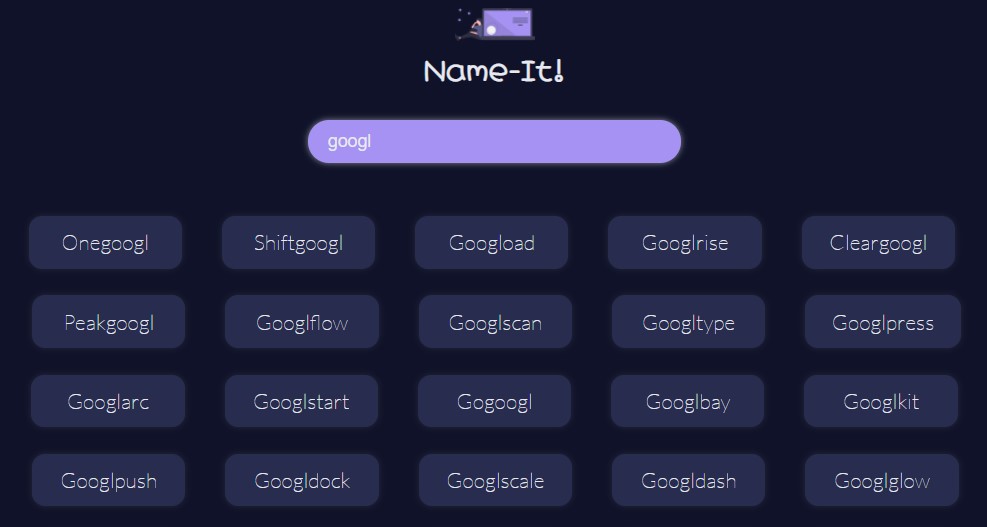 Name-It!
googl
Onegoogl Shiftgoogl Googload Googlrise Cleargoogl
Peakgoogl Googlflow Googlscan Googltype Googlpress
Googlarc Googlstart Gogoogl Googlbay Googlkit
Googlpush Googldock Googlscale Googldash Googlglow